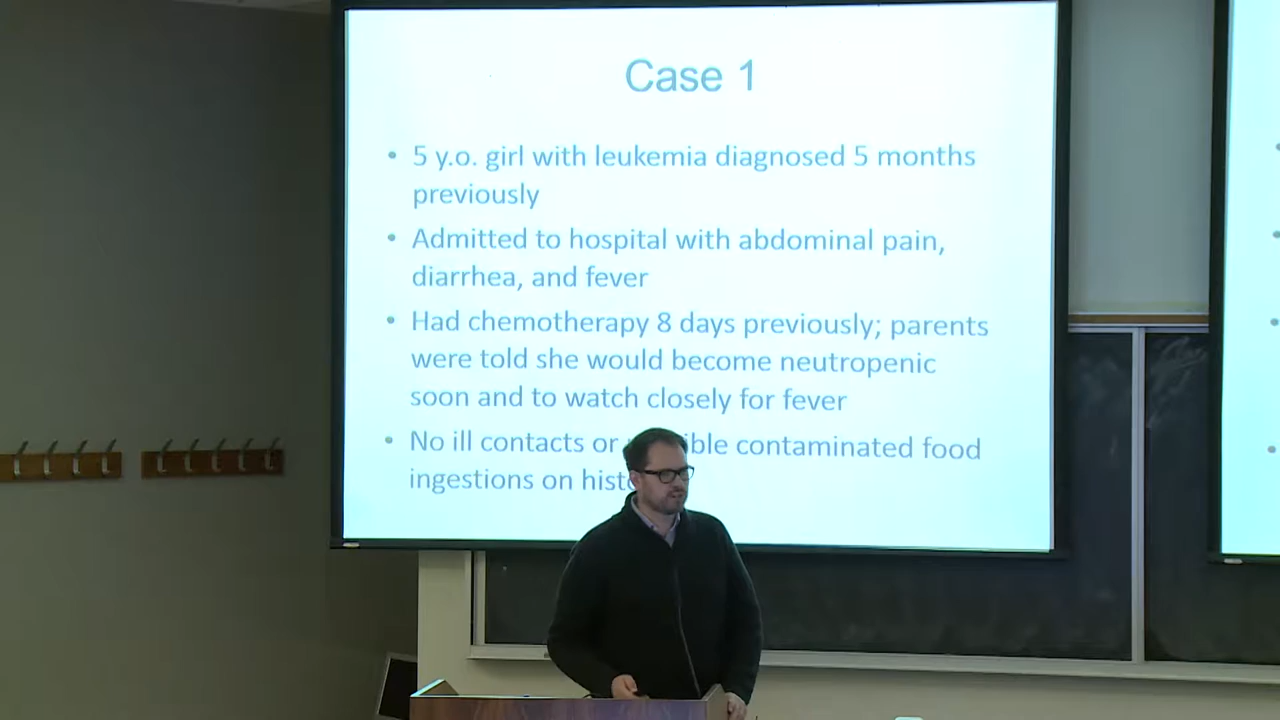 Case 1
• 5 y.o. girl with leukemia diagnosed 5 months
previously
• Admitted to hospital with abdominal pain,
diarrhea, and fever
• Had chemotherapy 8 days previously; parents
were told she would become neutropenic
soon and to watch closely for fever
• No ill contacts or contaminated food
ingestions on